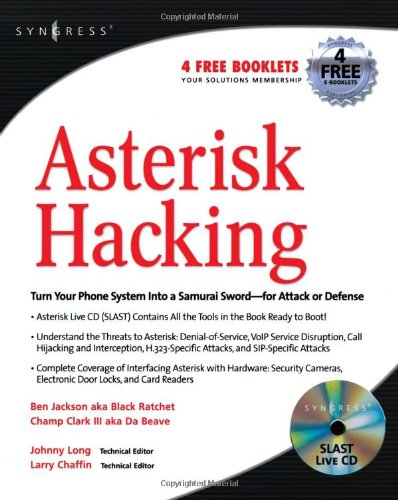 Copyrighted Material
SYNGRESS®
4 FREE BOOKLETS
YOUR SOLUTIONS MEMBERSHIP
SYNGRESS
4
FREE
E-BOOKLETS
Asterisk
Hacking
Turn Your Phone System Into a Samurai Sword—for Attack or Defense
• Asterisk Live CD (SLAST) Contains All the Tools in the Book Ready to Boot!
• Understand the Threats to Asterisk: Denial-of-Service, VoIP Service Disruption, Call
Hijacking and Interception, H.323-Specific Attacks, and SIP-Specific Attacks
• Complete Coverage of Interfacing Asterisk with Hardware: Security Cameras,
Electronic Door Locks, and Card Readers
Ben Jackson aka Black Ratchet
Champ Clark III aka Da Beave
Johnny Long Technical Editor
Larry Chaffin Technical Editor
SYNGRESS
SLAST
Live CD
Copyrighted Material